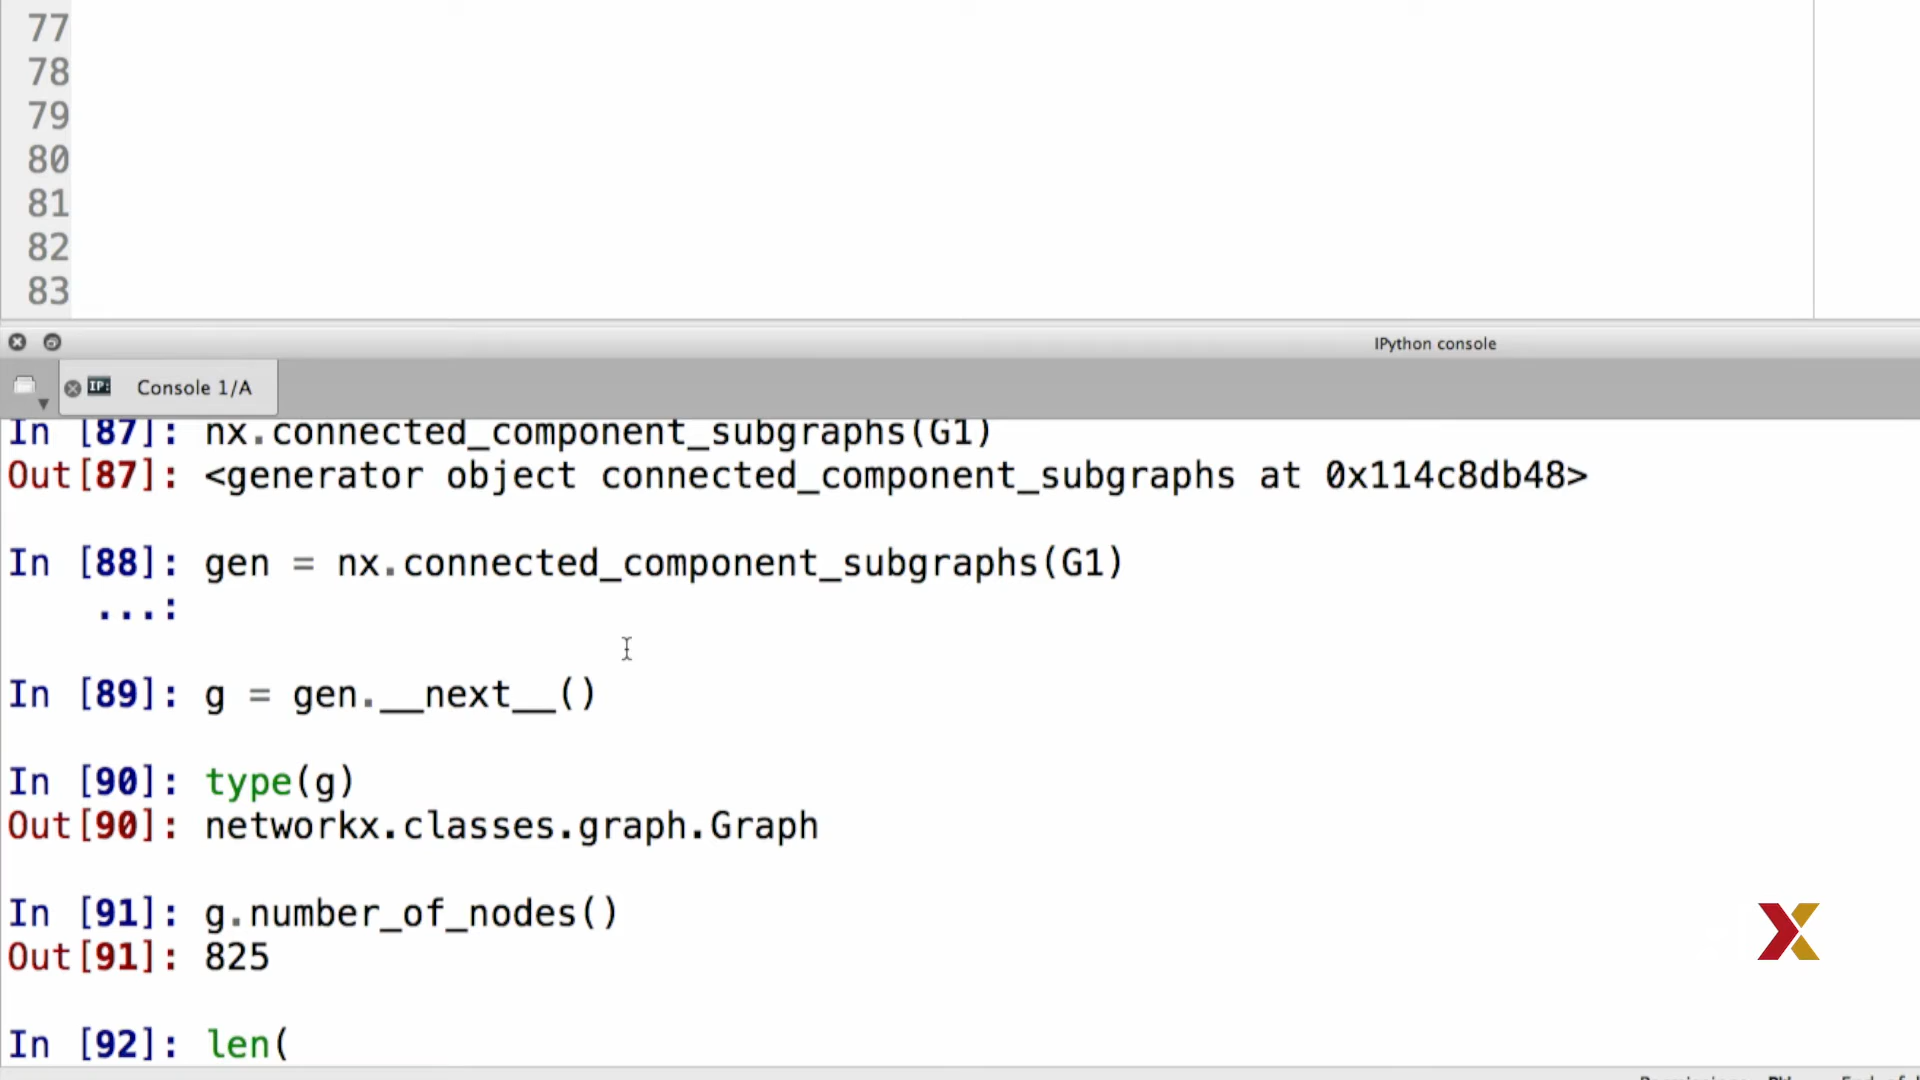 77
78
79
80
81
82
83
IPython console
IP: Console 1/A
In [87]: nx.connected_component_subgraphs(G1)
Out[87]: <generator object connected_component_subgraphs at 0x114c8db48>
In [88]: gen = nx.connected_component_subgraphs(G1)
...:
In [89]: g = gen.__next__()
In [90]: type(g)
Out[90]: networkx.classes.graph.Graph
In [91]: g.number_of_nodes()
Out[91]: 825
In [92]: len(